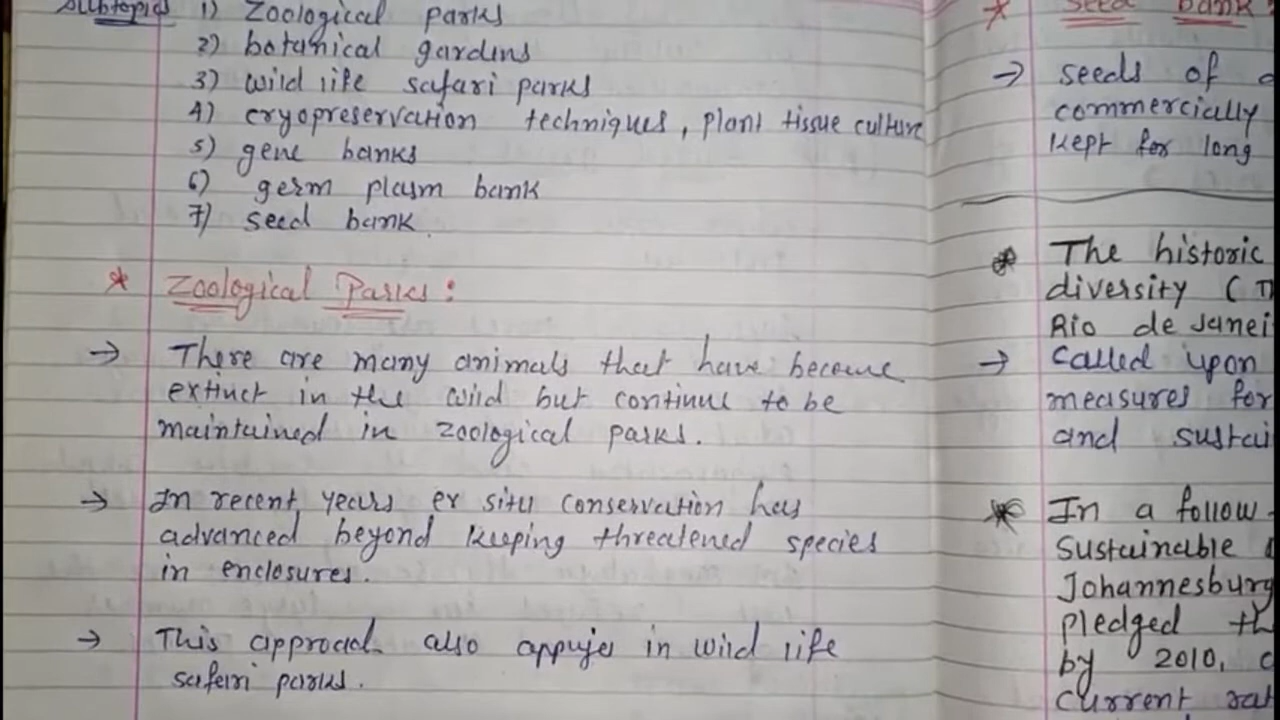 Subtopics 1) Zoological parks
2) botanical gardens
3) wild life safari parks
4) cryopreservation techniques, plant tissue culture
5) gene banks
6) germ plasm bank
7) seed bank.
* Zoological Parks:
→ There are many animals that have become
extinct in the wild but continue to be
maintained in zoological parks.
→ In recent years ex situ conservation has
advanced beyond keeping threatened species
in enclosures.
→ This approach also in wild life
safari parks.
* seed bank:
→ seeds of
commercially
kept for long
* The historic
diversity (
Rio de Janei
→ called upon
measures for
and sustai
* In a follow
Sustainable
Johannesburg
pledged th
by 2010,
current rat